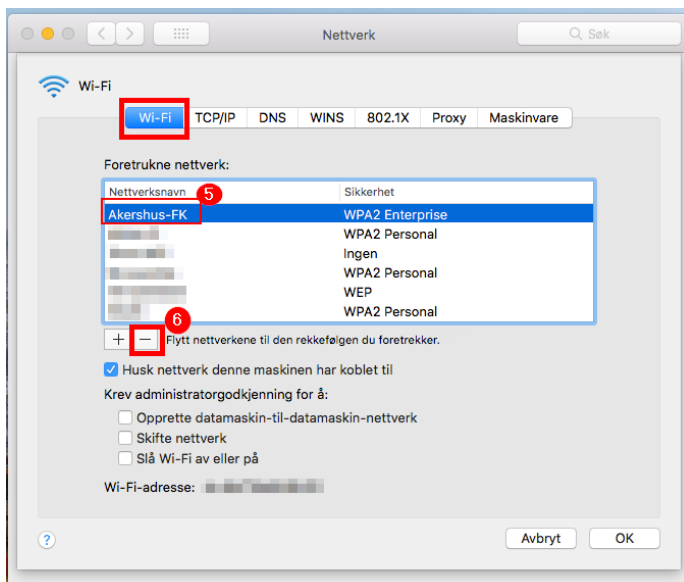 Nettverk
Søk
Wi-Fi
Wi-Fi TCP/IP DNS WINS 802.1X Proxy Maskinvare
Foretrukne nettverk:
Nettverksnavn 5 Sikkerhet
Akershus-FK WPA2 Enterprise
WPA2 Personal
Ingen
WPA2 Personal
WEP
WPA2 Personal
6
+ − Flytt nettverkene til den rekkefølgen du foretrekker.
Husk nettverk denne maskinen har koblet til
Krev administratorgodkjenning for å:
Opprette datamaskin-til-datamaskin-nettverk
Skifte nettverk
Slå Wi-Fi av eller på
Wi-Fi-adresse:
? Avbryt OK